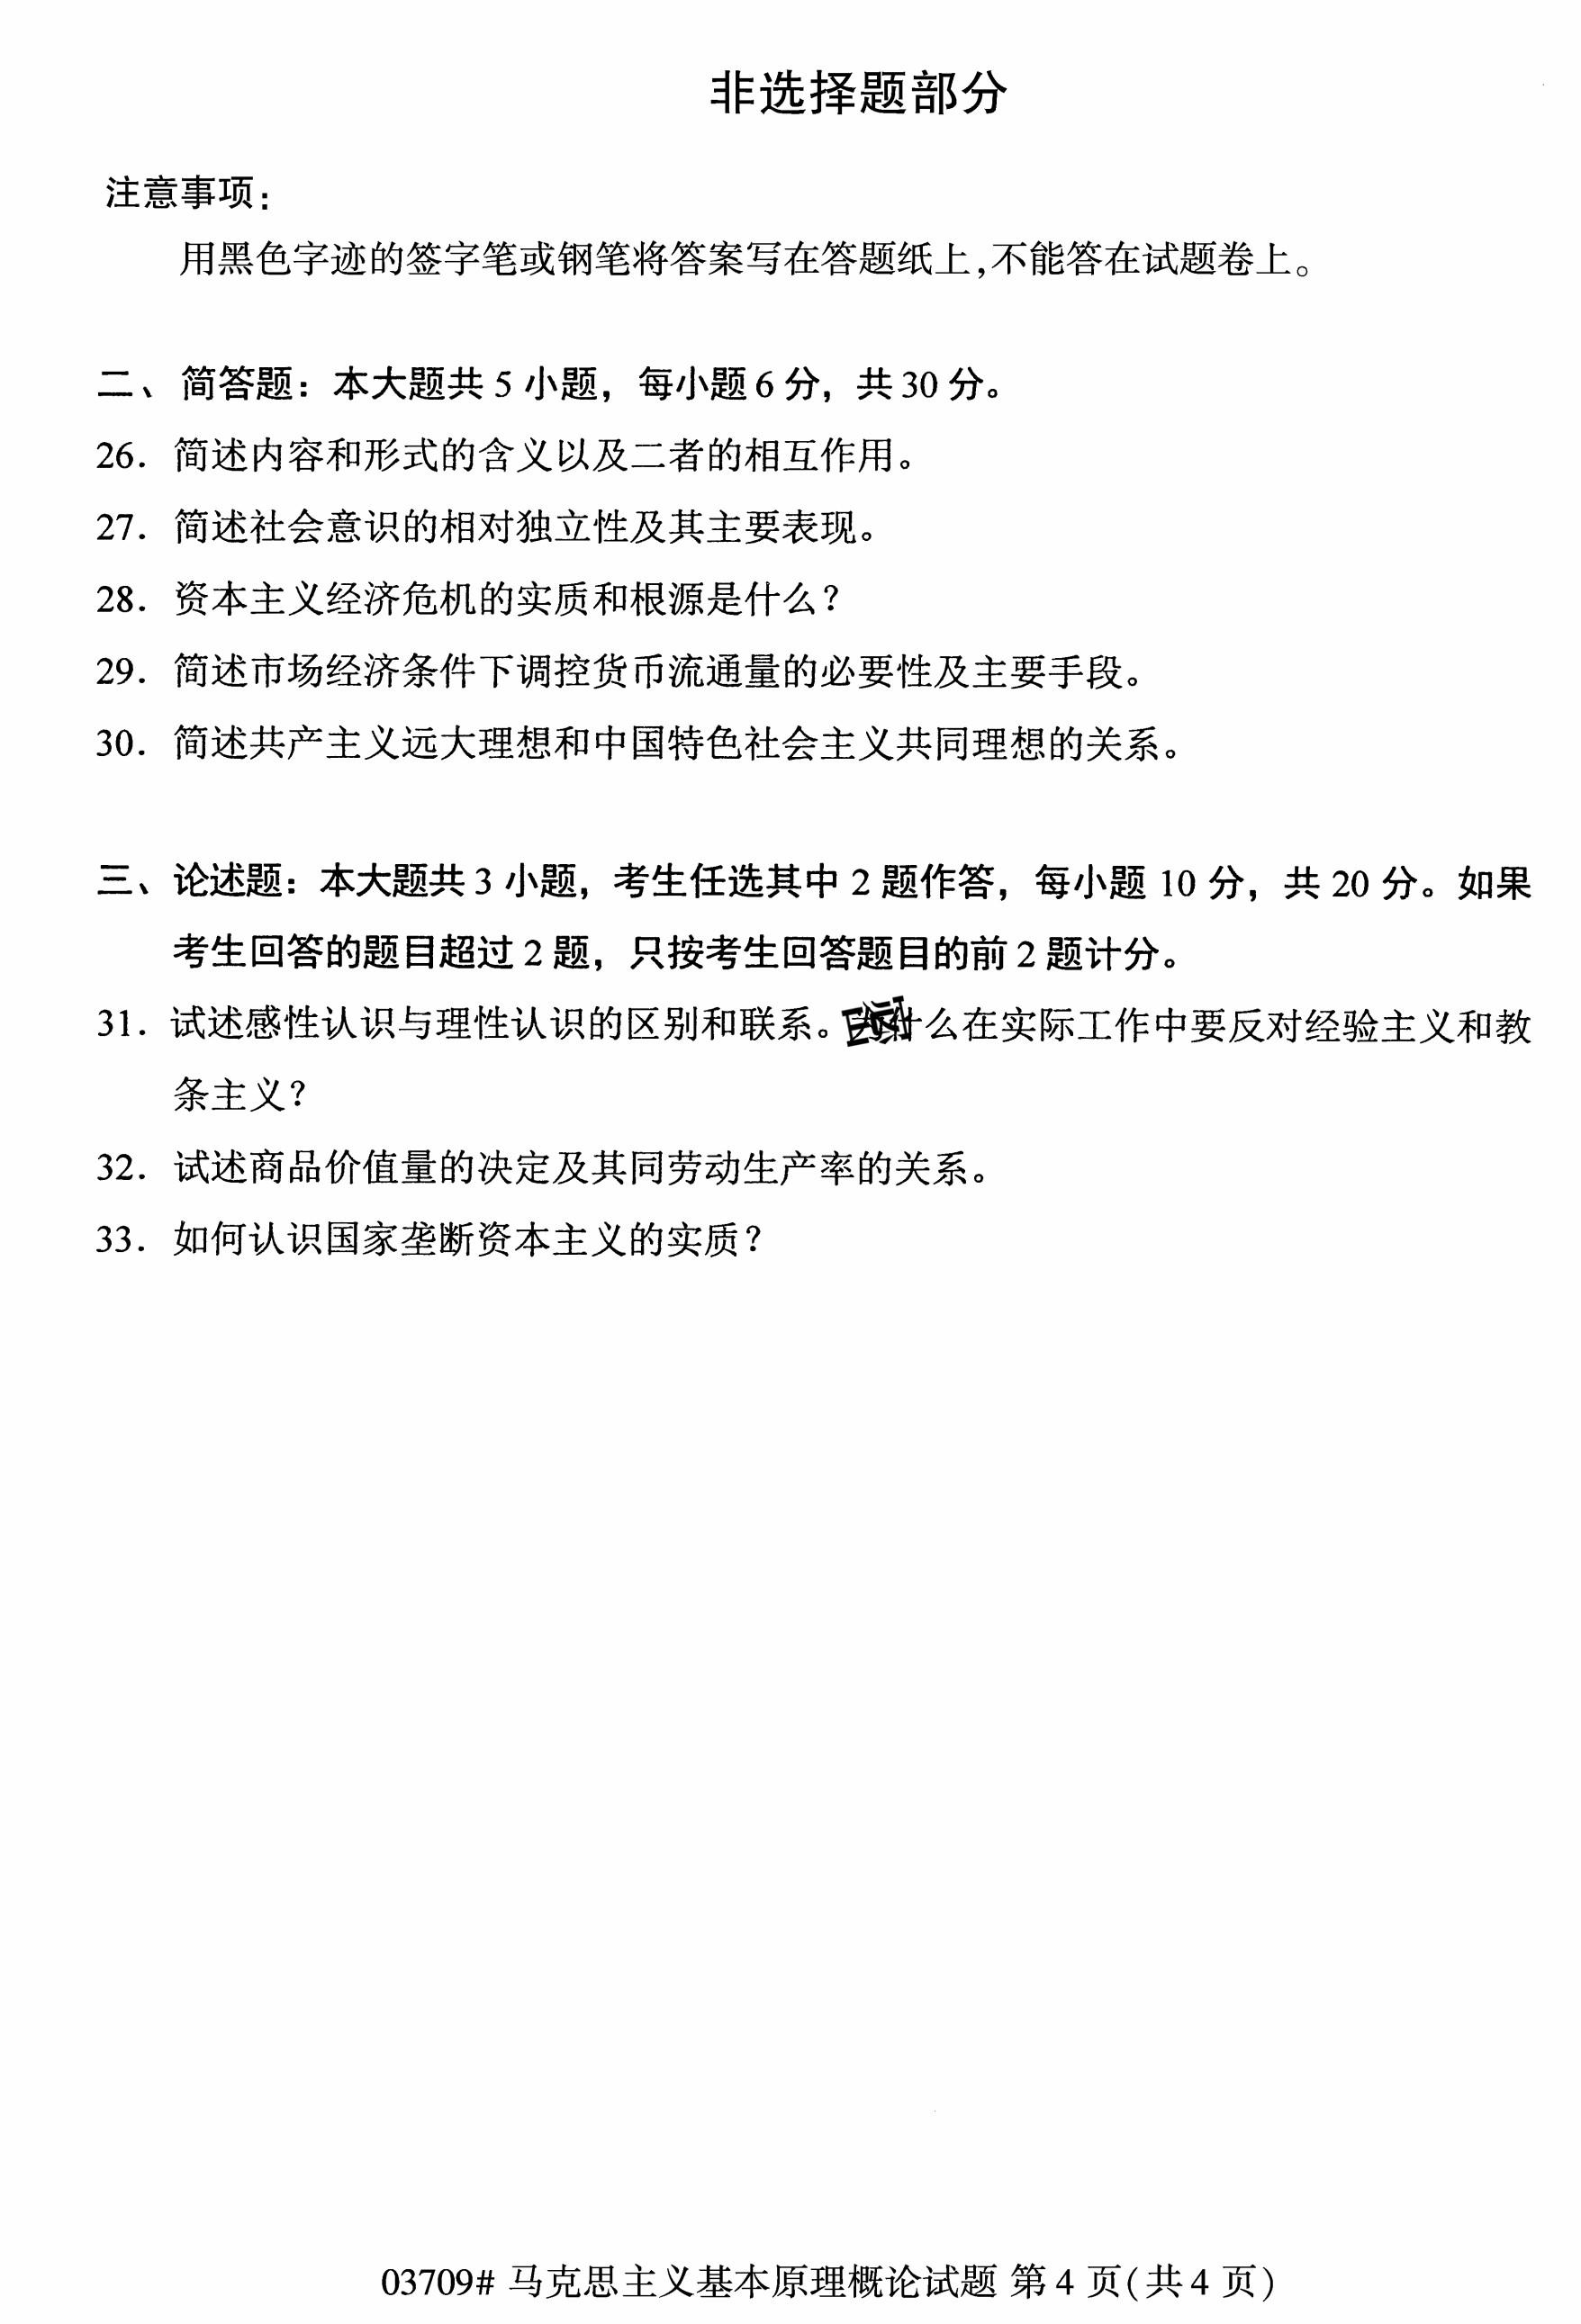 非选择题部分
注意事项：
用黑色字迹的签字笔或钢笔将答案写在答题纸上，不能答在试题卷上。
二、简答题：本大题共 5 小题，每小题 6 分，共 30 分。
26．简述内容和形式的含义以及二者的相互作用。
27．简述社会意识的相对独立性及其主要表现。
28．资本主义经济危机的实质和根源是什么？
29．简述市场经济条件下调控货币流通量的必要性及主要手段。
30．简述共产主义远大理想和中国特色社会主义共同理想的关系。
三、论述题：本大题共 3 小题，考生任选其中 2 题作答，每小题 10 分，共 20 分。如果
考生回答的题目超过 2 题，只按考生回答题目的前 2 题计分。
31．试述感性认识与理性认识的区别和联系。什么在实际工作中要反对经验主义和教
条主义？
32．试述商品价值量的决定及其同劳动生产率的关系。
33．如何认识国家垄断资本主义的实质？
03709# 马克思主义基本原理概论试题 第 4 页(共 4 页)